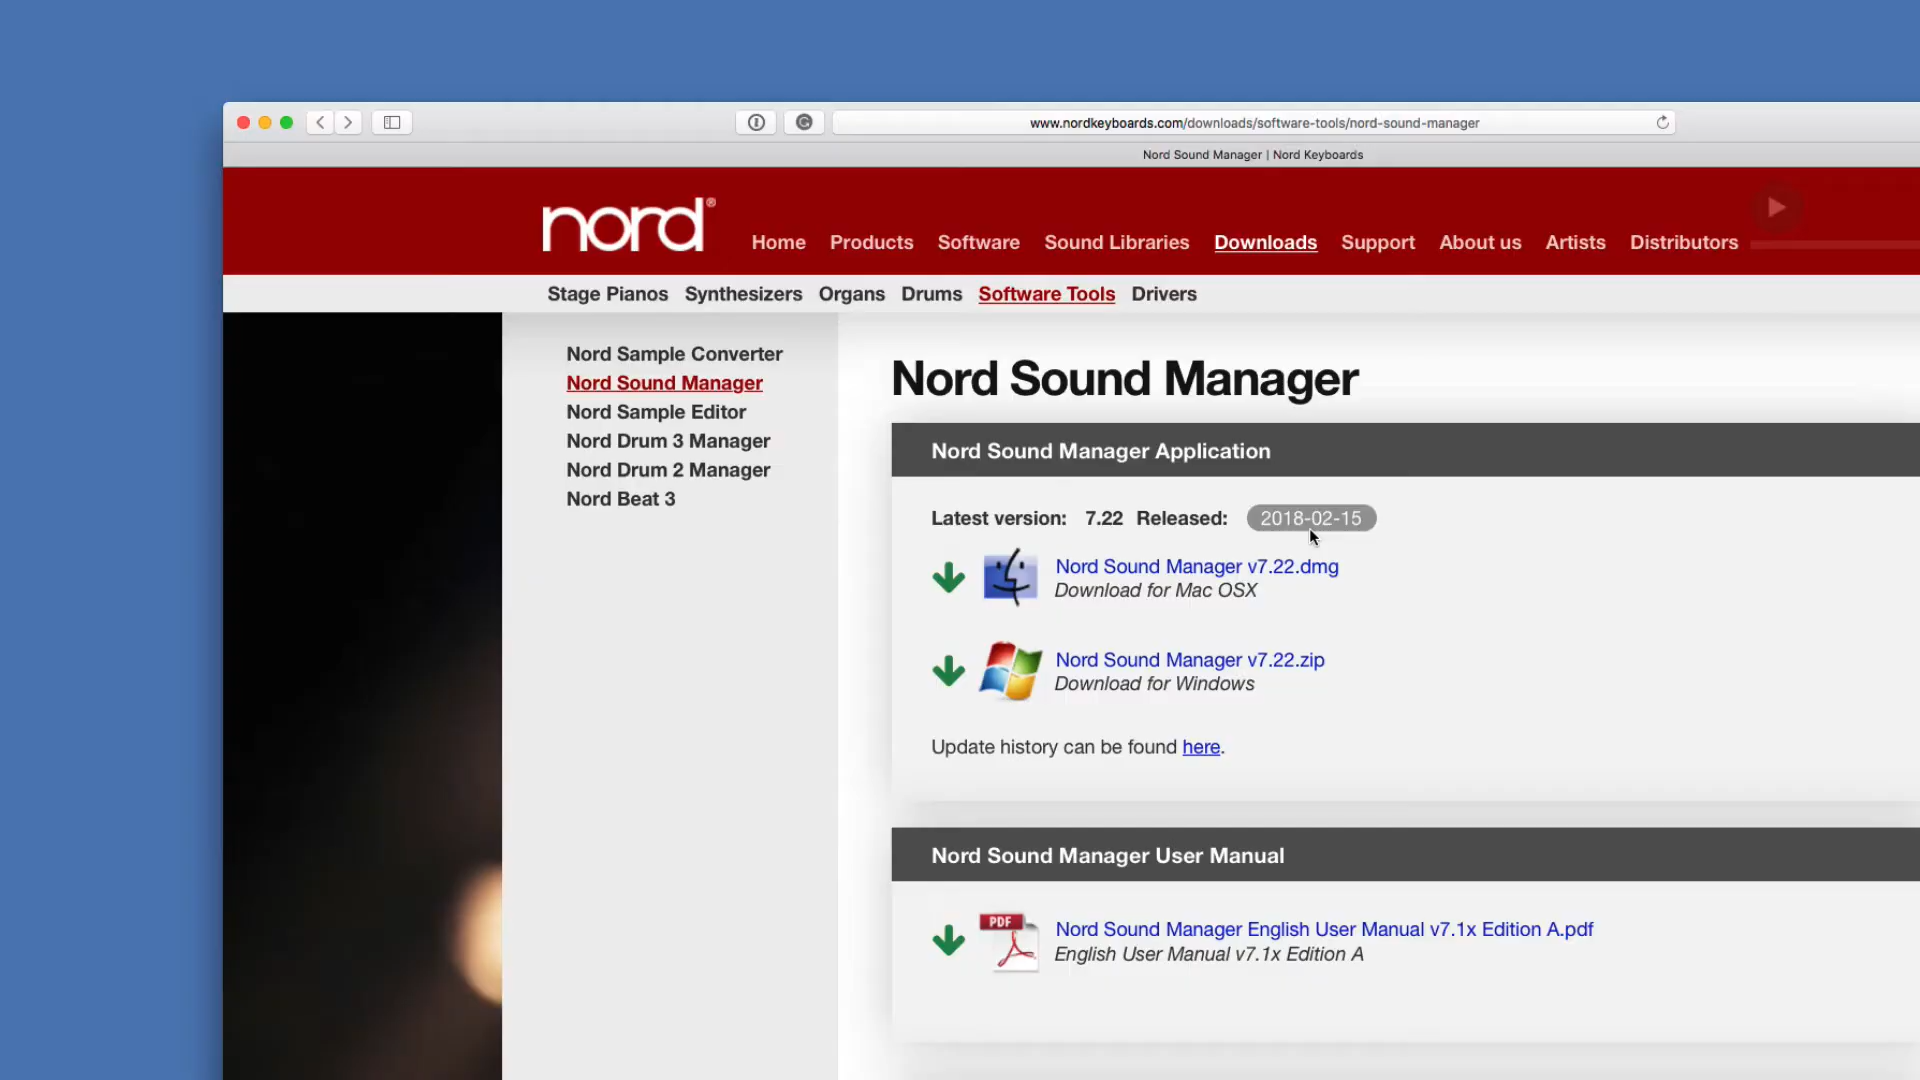 www.nordkeyboards.com/downloads/software-tools/nord-sound-manager
Nord Sound Manager | Nord Keyboards
nord®
Home Products Software Sound Libraries Downloads Support About us Artists Distributors
Stage Pianos Synthesizers Organs Drums Software Tools Drivers
Nord Sample Converter
Nord Sound Manager
Nord Sample Editor
Nord Drum 3 Manager
Nord Drum 2 Manager
Nord Beat 3
Nord Sound Manager
Nord Sound Manager Application
Latest version: 7.22 Released: 2018-02-15
Nord Sound Manager v7.22.dmg
Download for Mac OSX
Nord Sound Manager v7.22.zip
Download for Windows
Update history can be found here.
Nord Sound Manager User Manual
PDF
Nord Sound Manager English User Manual v7.1x Edition A.pdf
English User Manual v7.1x Edition A